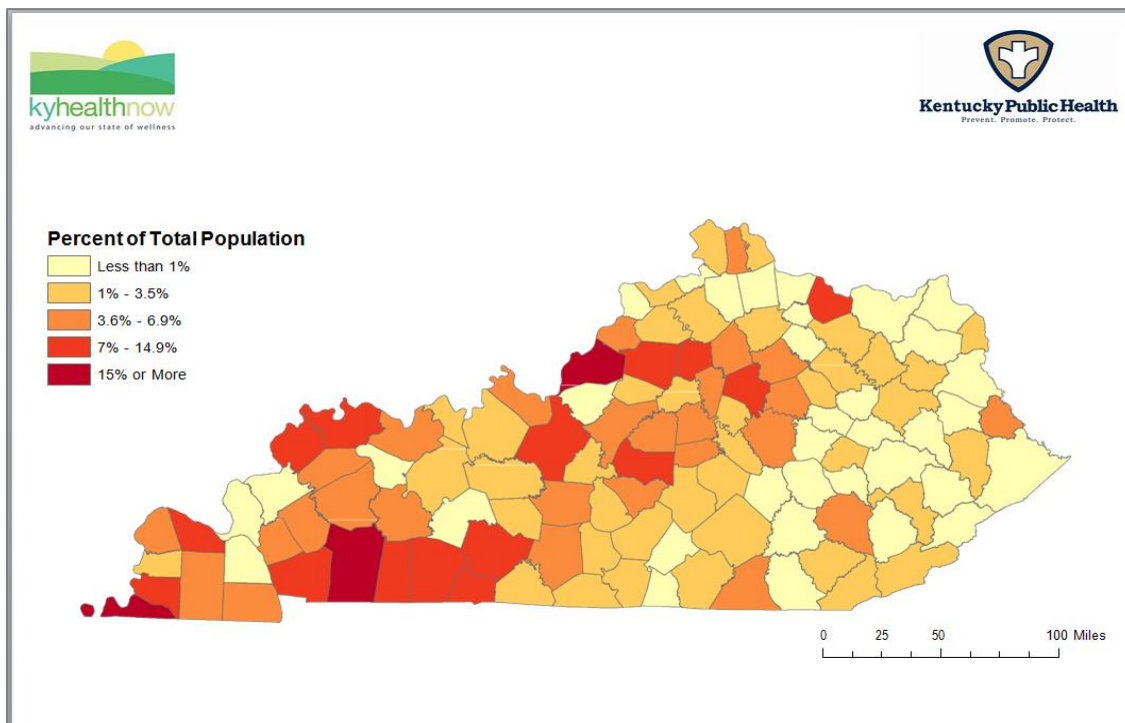 kyhealthnow
advancing our state of wellness
Kentucky Public Health
Prevent. Promote. Protect.
Percent of Total Population
Less than 1%
1% - 3.5%
3.6% - 6.9%
7% - 14.9%
15% or More
0 25 50 100 Miles